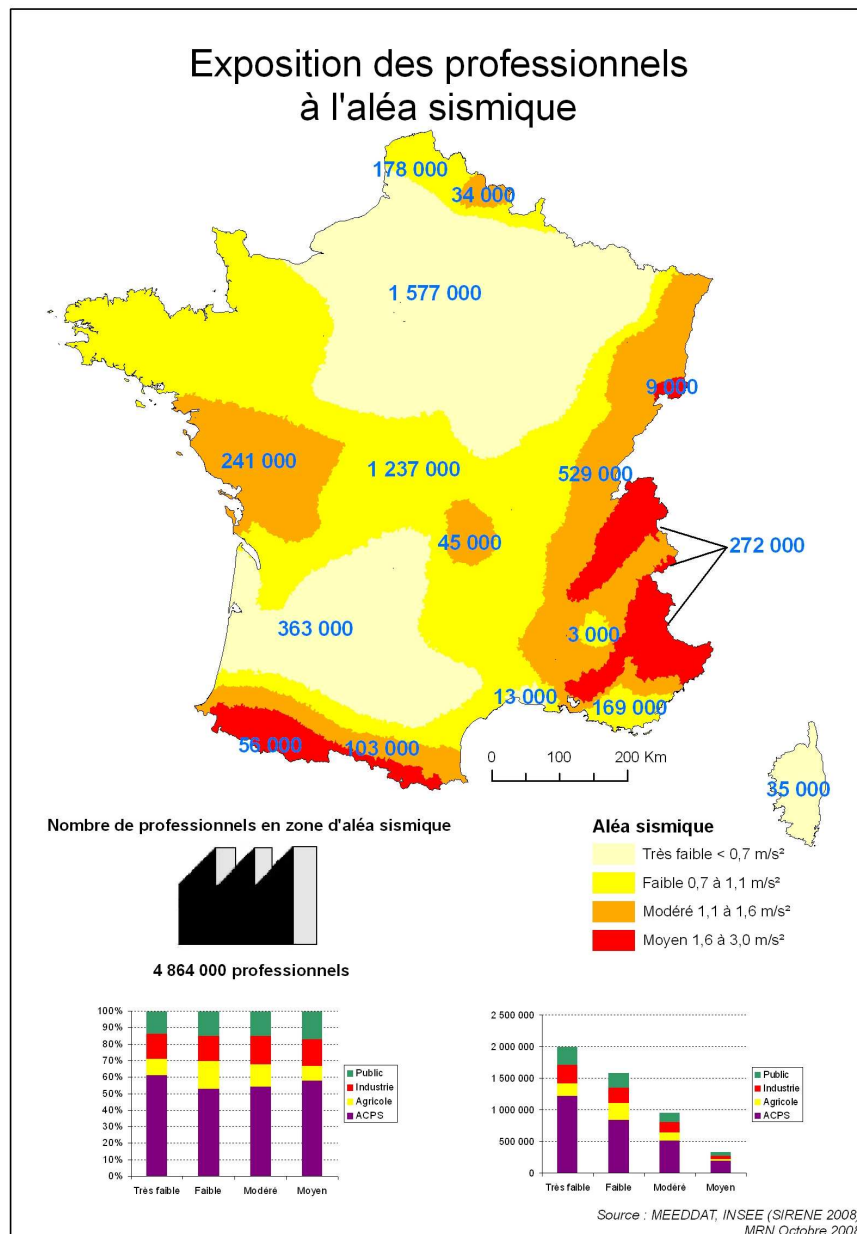 Exposition des professionnels
à l'aléa sismique
178 000
34 000
1 577 000
9 000
241 000
1 237 000
529 000
45 000
272 000
363 000
3 000
13 000
169 000
56 000
103 000
0 100 200 Km
35 000
Nombre de professionnels en zone d'aléa sismique
4 864 000 professionnels
Aléa sismique
Très faible < 0,7 m/s²
Faible 0,7 à 1,1 m/s²
Modéré 1,1 à 1,6 m/s²
Moyen 1,6 à 3,0 m/s²
100%
90%
80%
70%
60%
50%
40%
30%
20%
10%
0%
Très faible Faible Modéré Moyen
Public
Industrie
Agricole
ACPS
2 500 000
2 000 000
1 500 000
1 000 000
500 000
0
Très faible Faible Modéré Moyen
Public
Industrie
Agricole
ACPS
Source : MEEDDAT, INSEE (SIRENE 2008)
MRN Octobre 2008